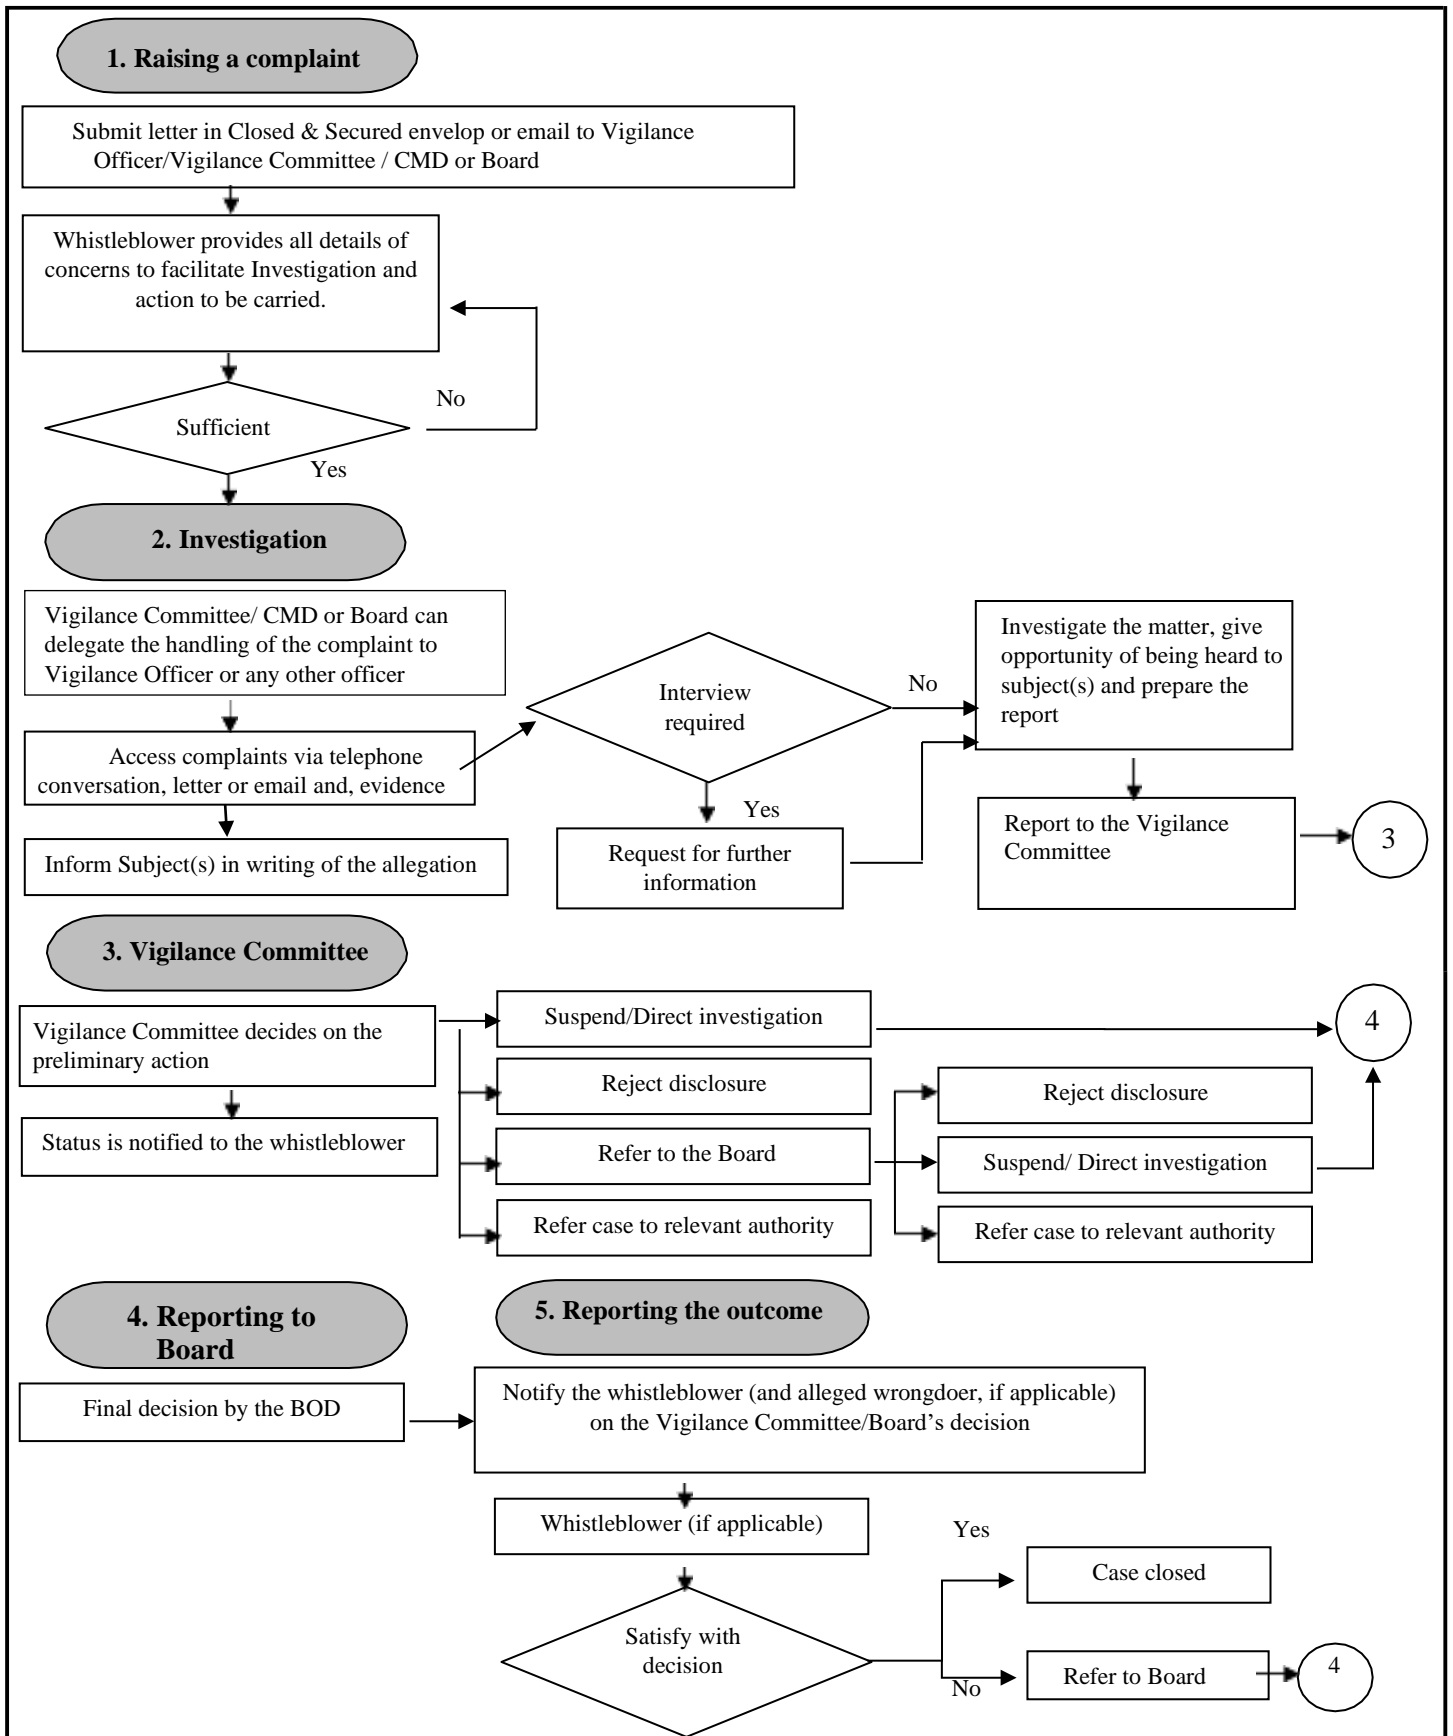 1. Raising a complaint
Submit letter in Closed & Secured envelop or email to Vigilance
Officer/Vigilance Committee / CMD or Board
Whistleblower provides all details of
concerns to facilitate Investigation and
action to be carried.
No
Sufficient
Yes
2. Investigation
Vigilance Committee/ CMD or Board can
delegate the handling of the complaint to
Vigilance Officer or any other officer
Access complaints via telephone
conversation, letter or email and, evidence
Inform Subject(s) in writing of the allegation
Interview
required
No
Yes
Request for further
information
Investigate the matter, give
opportunity of being heard to
subject(s) and prepare the
report
Report to the Vigilance
Committee
3
3. Vigilance Committee
Vigilance Committee decides on the
preliminary action
Status is notified to the whistleblower
Suspend/Direct investigation
Reject disclosure
Refer to the Board
Refer case to relevant authority
4
Reject disclosure
Suspend/ Direct investigation
Refer case to relevant authority
4. Reporting to
Board
Final decision by the BOD
5. Reporting the outcome
Notify the whistleblower (and alleged wrongdoer, if applicable)
on the Vigilance Committee/Board’s decision
Whistleblower (if applicable)
Satisfy with
decision
Yes
Case closed
No
Refer to Board
4